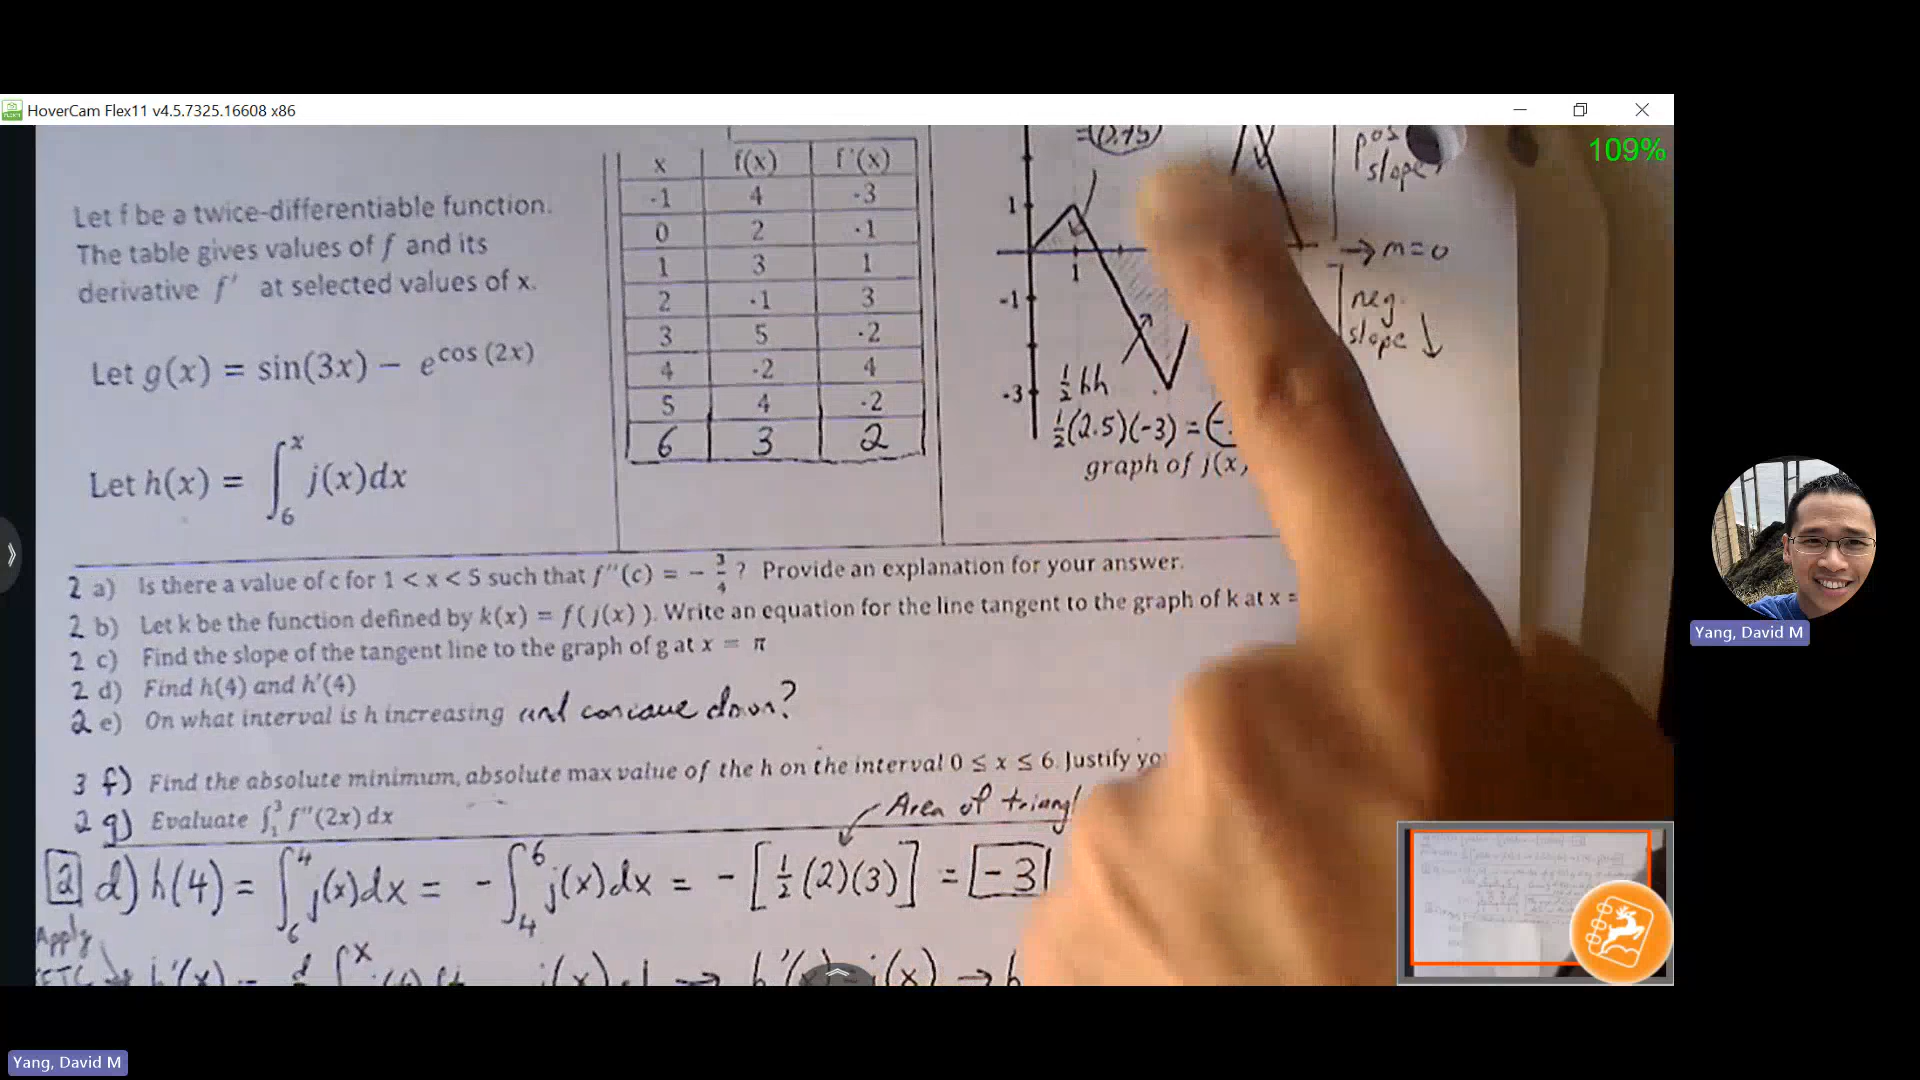 HoverCam Flex11 v4.5.7325.16608 x86
109%
Let f be a twice-differentiable function.
The table gives values of f and its
derivative f′ at selected values of x.
Let g(x) = sin(3x) − e^cos (2x)
Let h(x) = ∫₆ˣ j(x)dx
x f(x) f'(x)
-1 4 -3
0 2 -1
1 3 1
2 -1 3
3 5 -2
4 -2 4
5 4 -2
6 3 2
=(0.75)
1
1
-1
-3
½ bh
½(2.5)(-3) = (-
graph of j(x)
pos
slope
→ m=0
neg.
slope ↓
2 a) Is there a value of c for 1 < x < 5 such that f''(c) = − 3/4 ? Provide an explanation for your answer.
2 b) Let k be the function defined by k(x) = f( j(x) ). Write an equation for the line tangent to the graph of k at x =
2 c) Find the slope of the tangent line to the graph of g at x = π
2 d) Find h(4) and h'(4)
2 e) On what interval is h increasing and concave down?
3 f) Find the absolute minimum, absolute max value of the h on the interval 0 ≤ x ≤ 6. Justify yo
2 g) Evaluate ∫₁³ f''(2x) dx
Area of triangl
2 d) h(4) = ∫₆⁴ j(x)dx = - ∫₄⁶ j(x)dx = - [½(2)(3)] = -3
Apply
Yang, David M
Yang, David M